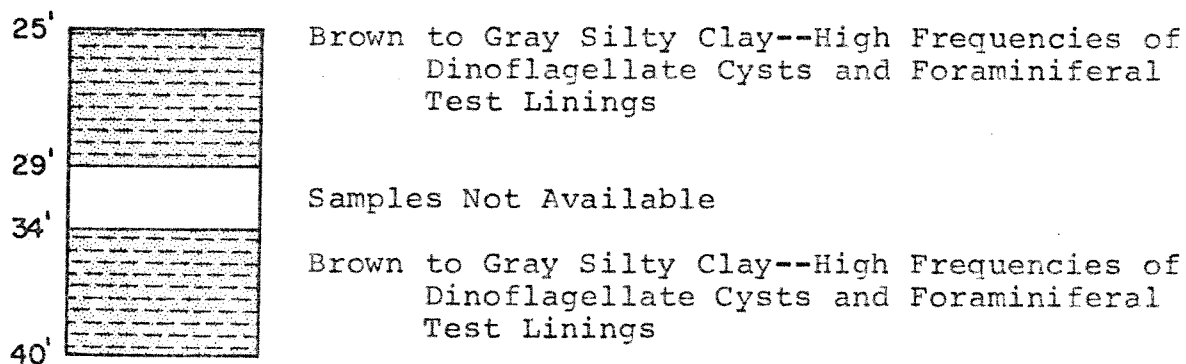 25'
Brown to Gray Silty Clay--High Frequencies of
Dinoflagellate Cysts and Foraminiferal
Test Linings
29'
Samples Not Available
34'
Brown to Gray Silty Clay--High Frequencies of
Dinoflagellate Cysts and Foraminiferal
Test Linings
40'